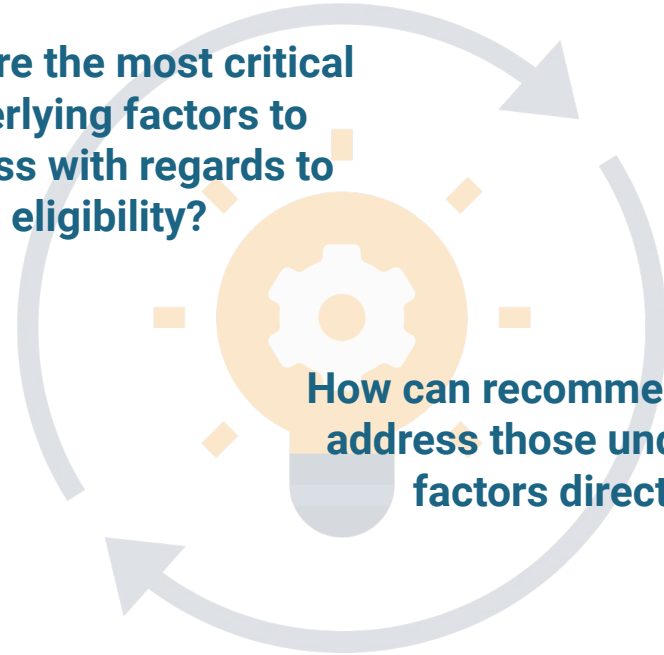 re the most critical
erlying factors to
ss with regards to
eligibility?
How can recomme
address those und
factors direct